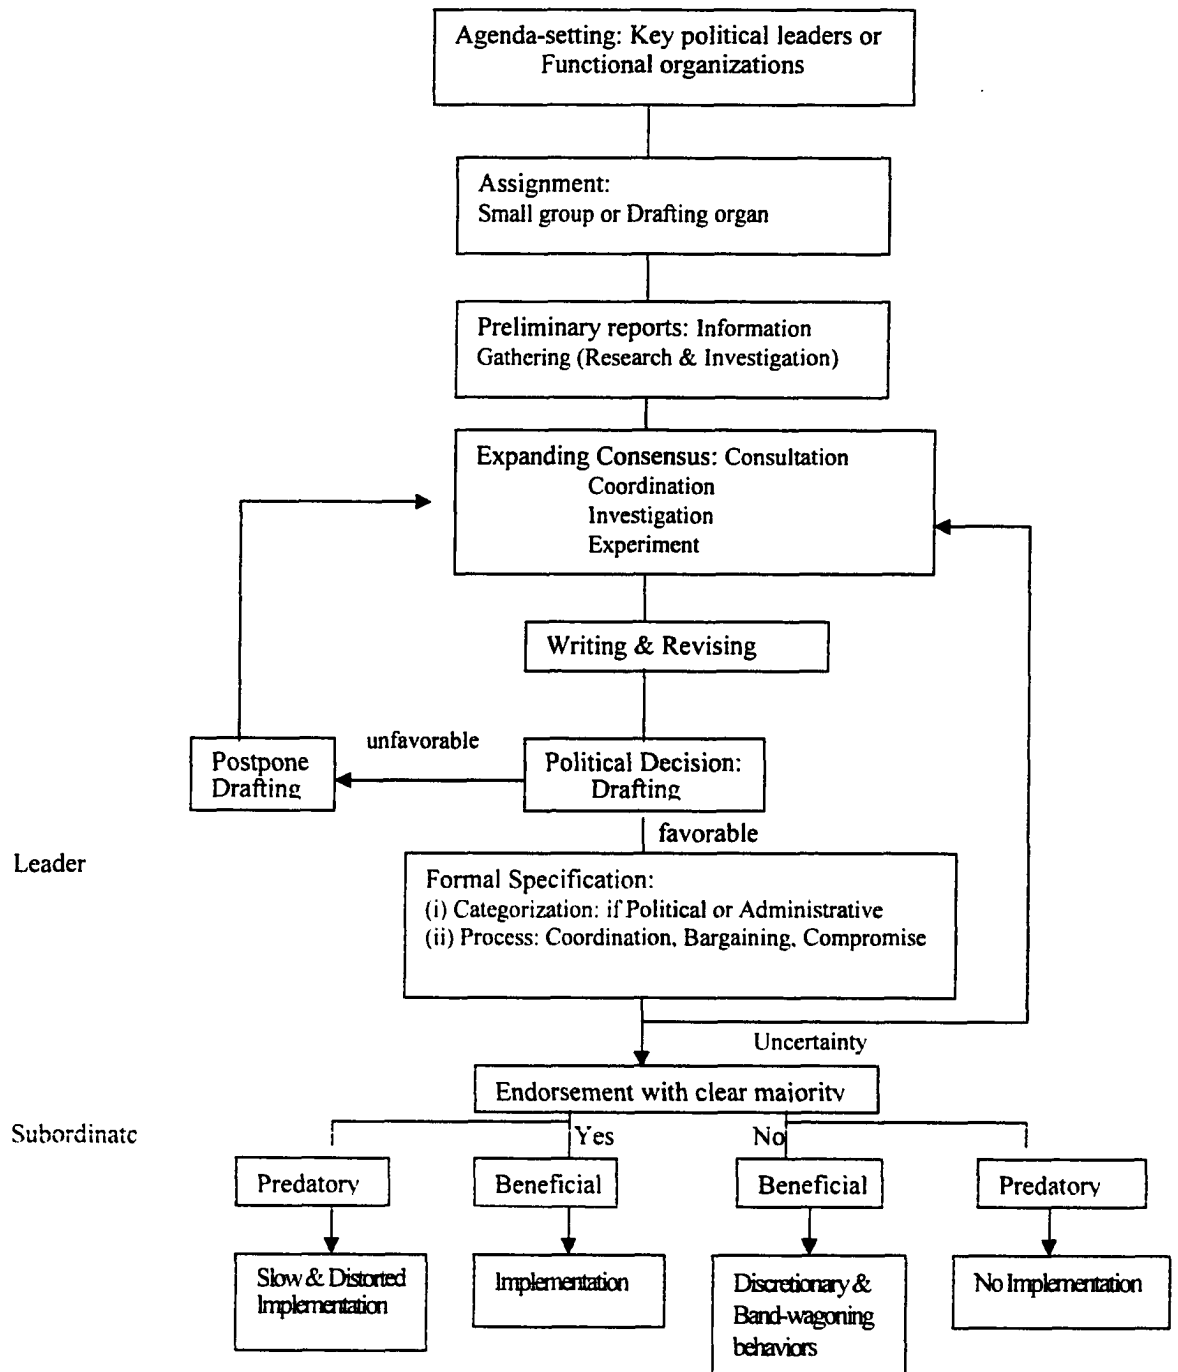 Agenda-setting: Key political leaders or
Functional organizations
Assignment:
Small group or Drafting organ
Preliminary reports: Information
Gathering (Research & Investigation)
Expanding Consensus: Consultation
Coordination
Investigation
Experiment
Writing & Revising
unfavorable
Postpone
Drafting
Political Decision:
Drafting
favorable
Leader
Formal Specification:
(i) Categorization: if Political or Administrative
(ii) Process: Coordination, Bargaining, Compromise
Uncertainty
Endorsement with clear majority
Subordinate
Yes
No
Predatory
Beneficial
Beneficial
Predatory
Slow & Distorted
Implementation
Implementation
Discretionary &
Band-wagoning
behaviors
No Implementation